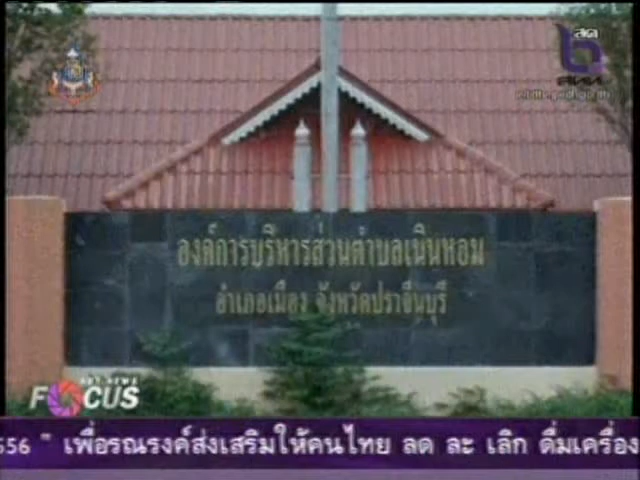 สด
องค์การบริหารส่วนตำบลเนินหอม
อำเภอเมือง จังหวัดปราจีนบุรี
NBT NEWS
FOCUS
556 " เพื่อรณรงค์ส่งเสริมให้คนไทย ลด ละ เลิก ดื่มเครื่อง